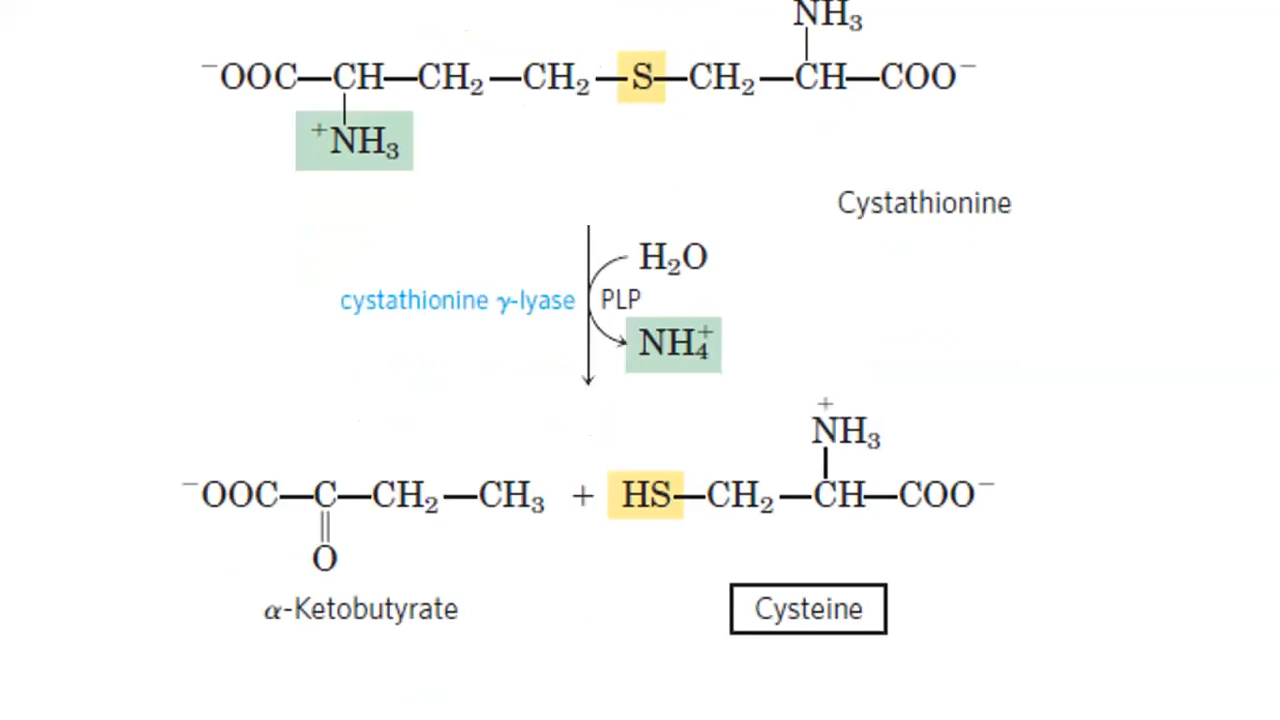 NH₃
⁻OOC—CH—CH₂—CH₂—S—CH₂—CH—COO⁻
⁺NH₃
Cystathionine
H₂O
cystathionine γ-lyase PLP
NH₄⁺
+
NH₃
⁻OOC—C—CH₂—CH₃ + HS—CH₂—CH—COO⁻
O
α-Ketobutyrate Cysteine